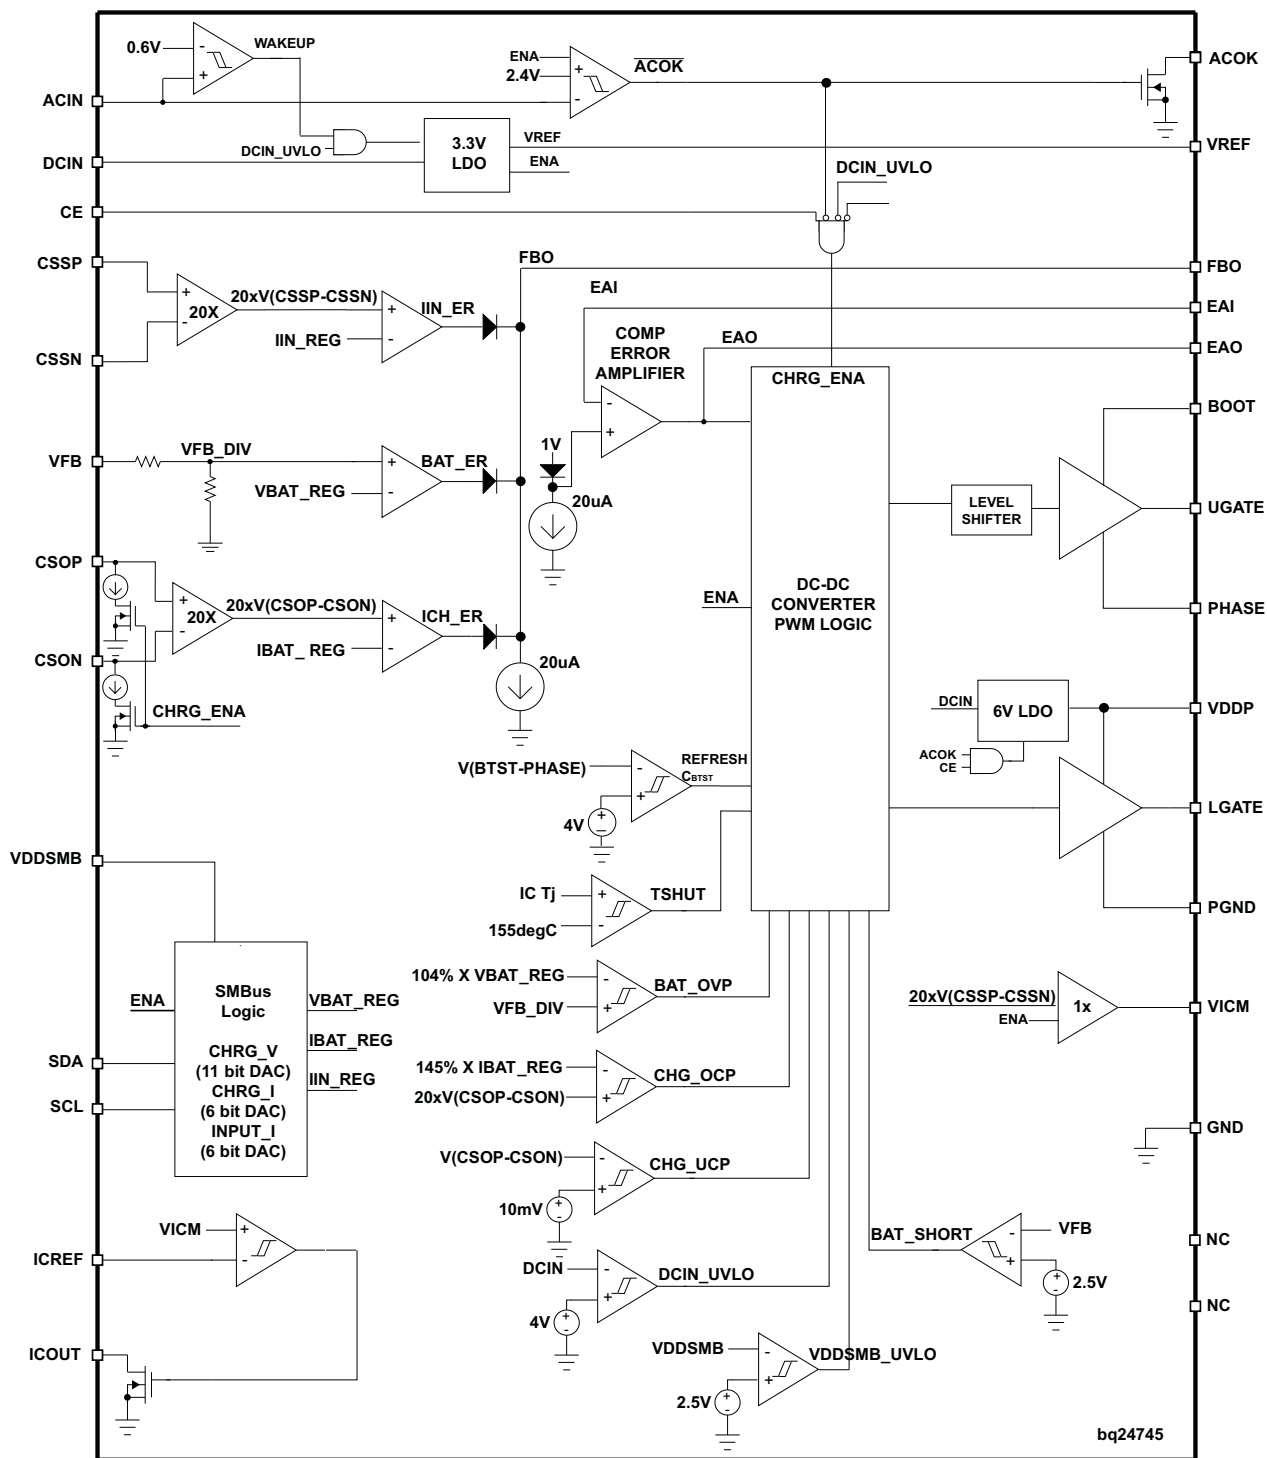 0.6V
-
+
WAKEUP
ENA
2.4V
+
-
ACOK
ACOK
ACIN
DCIN_UVLO
3.3V
LDO
VREF
ENA
VREF
DCIN
DCIN_UVLO
CE
CSSP
+
-
20X
20xV(CSSP-CSSN)
IIN_REG
+
-
IIN_ER
FBO
FBO
EAI
EAI
CSSN
COMP
ERROR
AMPLIFIER
-
+
EAO
EAO
CHRG_ENA
BOOT
VFB
VFB_DIV
VBAT_REG
+
-
BAT_ER
1V
20uA
LEVEL
SHIFTER
UGATE
CSOP
+
-
20X
20xV(CSOP-CSON)
IBAT_ REG
+
-
ICH_ER
20uA
ENA
DC-DC
CONVERTER
PWM LOGIC
PHASE
CSON
CHRG_ENA
DCIN
6V LDO
VDDP
ACOK
CE
V(BTST-PHASE)
-
+
REFRESH
CBTST
4V
+
-
LGATE
VDDSMB
IC Tj
155degC
+
-
TSHUT
PGND
ENA
SMBus
Logic
VBAT_REG
IBAT_REG
IIN_REG
CHRG_V
(11 bit DAC)
CHRG_I
(6 bit DAC)
INPUT_I
(6 bit DAC)
SDA
SCL
104% X VBAT_REG
VFB_DIV
-
+
BAT_OVP
20xV(CSSP-CSSN)
ENA
1x
VICM
145% X IBAT_REG
20xV(CSOP-CSON)
-
+
CHG_OCP
GND
V(CSOP-CSON)
-
+
CHG_UCP
10mV
+
-
VICM
+
-
ICREF
BAT_SHORT
-
+
VFB
2.5V
+
-
NC
NC
DCIN
-
+
DCIN_UVLO
4V
+
-
ICOUT
VDDSMB
-
+
VDDSMB_UVLO
2.5V
+
-
bq24745